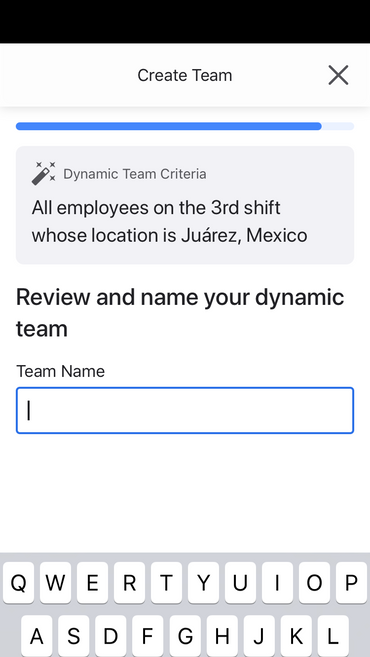 Create Team
Dynamic Team Criteria
All employees on the 3rd shift
whose location is Juárez, Mexico
Review and name your dynamic
team
Team Name
Q W E R T Y U I O P
A S D F G H J K L